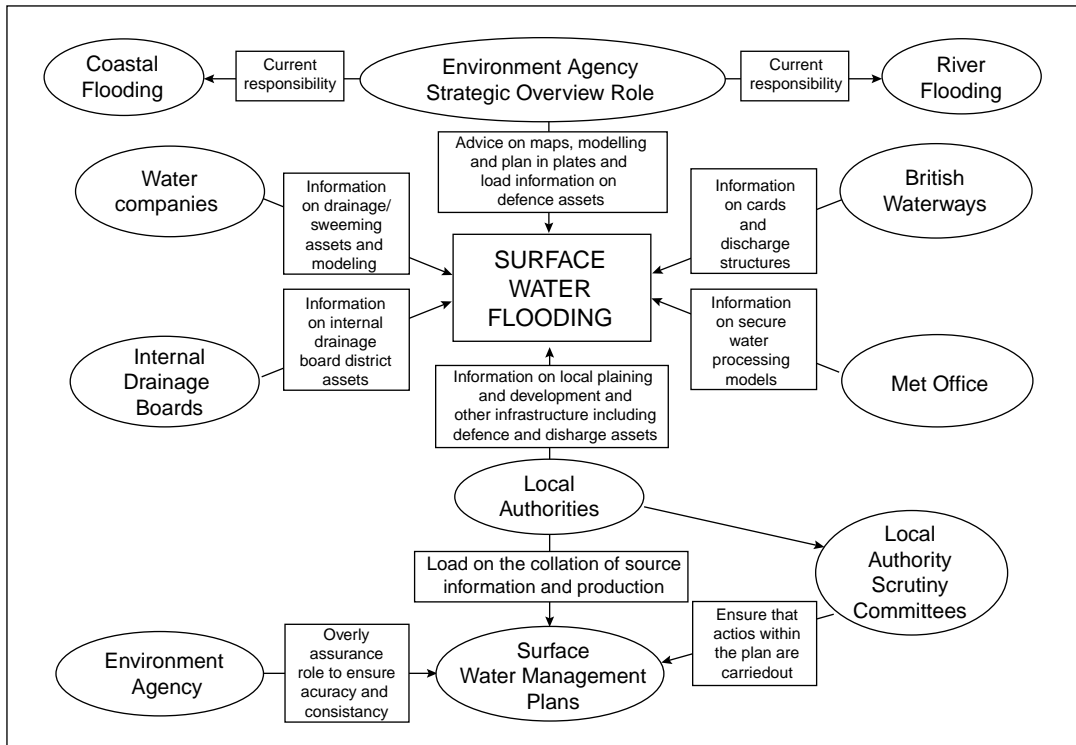 Coastal
Flooding
Current
responsibility
Environment Agency
Strategic Overview Role
Current
responsibility
River
Flooding
Advice on maps, modelling
and plan in plates and
load information on
defence assets
Water
companies
Information
on drainage/
sweeming
assets and
modeling
Information
on cards
and
discharge
structures
British
Waterways
SURFACE
WATER
FLOODING
Internal
Drainage
Boards
Information
on internal
drainage
board district
assets
Information
on secure
water
processing
models
Met Office
Information on local plaining
and development and
other infrastructure including
defence and disharge assets
Local
Authorities
Local
Authority
Scrutiny
Committees
Load on the collation of source
information and production
Ensure that
actios within
the plan are
carriedout
Environment
Agency
Overly
assurance
role to ensure
acuracy and
consistancy
Surface
Water Management
Plans